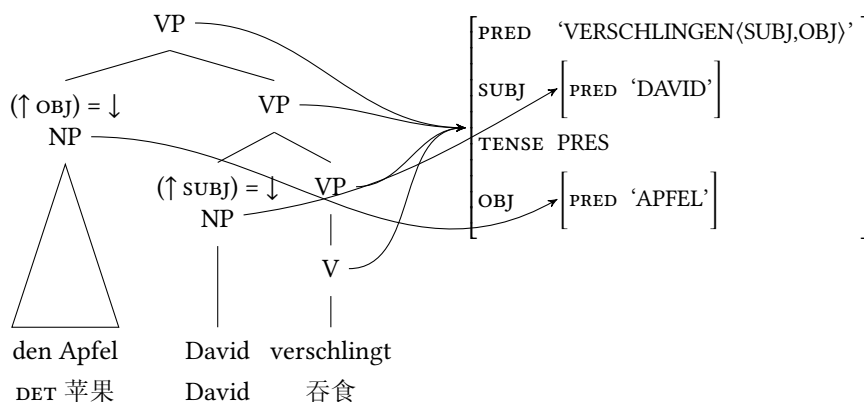 VP
PRED ‘VERSCHLINGEN⟨SUBJ,OBJ⟩’
(↑ OBJ) = ↓ VP SUBJ [PRED ‘DAVID’]
NP TENSE PRES
(↑ SUBJ) = ↓ VP OBJ [PRED ‘APFEL’]
NP
V
den Apfel David verschlingt
DET 苹果 David 吞食